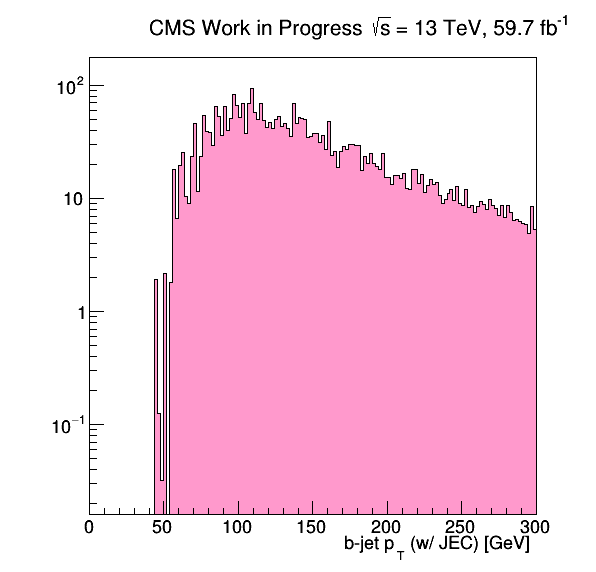 CMS Work in Progress √s = 13 TeV, 59.7 fb⁻¹
10²
10
1
10⁻¹
0 50 100 150 200 250 300
b-jet p_T (w/ JEC) [GeV]